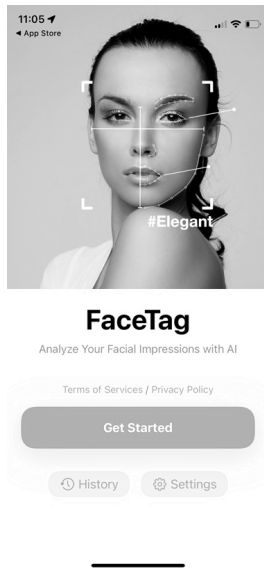 11:05
◀ App Store
#Elegant
FaceTag
Analyze Your Facial Impressions with AI
Terms of Services / Privacy Policy
Get Started
History
Settings